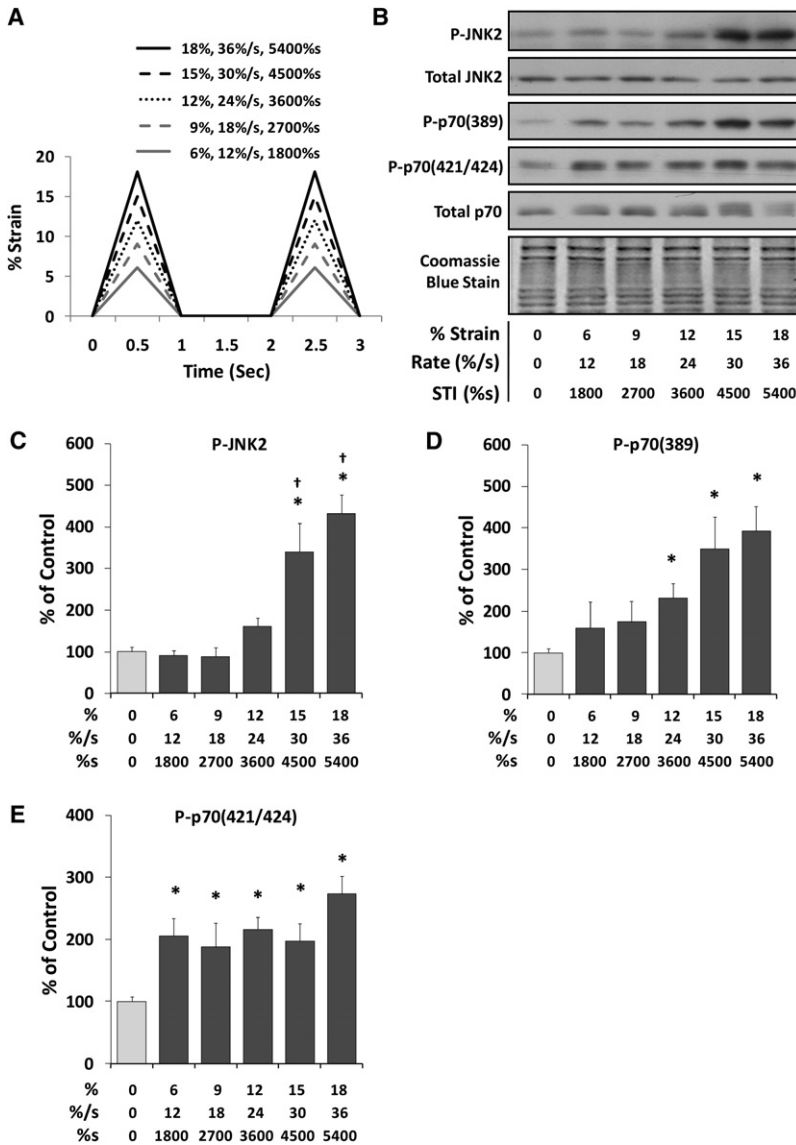 A
18%, 36%/s, 5400%s
15%, 30%/s, 4500%s
12%, 24%/s, 3600%s
9%, 18%/s, 2700%s
6%, 12%/s, 1800%s
% Strain
20
15
10
5
0
0 0.5 1 1.5 2 2.5 3
Time (Sec)
B
P-JNK2
Total JNK2
P-p70(389)
P-p70(421/424)
Total p70
Coomassie
Blue Stain
% Strain 0 6 9 12 15 18
Rate (%/s) 0 12 18 24 30 36
STI (%s) 0 1800 2700 3600 4500 5400
C
P-JNK2
% of Control
600
500
400
300
200
100
0
† †
* *
% 0 6 9 12 15 18
%/s 0 12 18 24 30 36
%s 0 1800 2700 3600 4500 5400
D
P-p70(389)
% of Control
600
500
400
300
200
100
0
* * *
% 0 6 9 12 15 18
%/s 0 12 18 24 30 36
%s 0 1800 2700 3600 4500 5400
E
P-p70(421/424)
% of Control
400
300
200
100
0
* * * * *
% 0 6 9 12 15 18
%/s 0 12 18 24 30 36
%s 0 1800 2700 3600 4500 5400